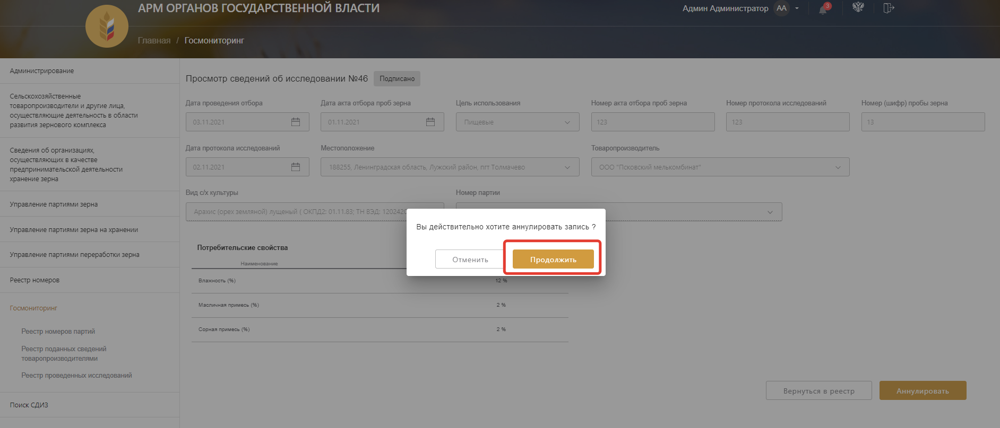 АРМ ОРГАНОВ ГОСУДАРСТВЕННОЙ ВЛАСТИ
Админ Администратор АА 3
Главная / Госмониторинг
Администрирование
Сельскохозяйственные
товаропроизводители и другие лица,
осуществляющие деятельность в области
развития зернового комплекса
Сведения об организациях,
осуществляющих в качестве
предпринимательской деятельности
хранение зерна
Управление партиями зерна
Управление партиями зерна на хранении
Управление партиями переработки зерна
Реестр номеров
Госмониторинг
Реестр номеров партий
Реестр поданных сведений
товаропроизводителями
Реестр проведенных исследований
Поиск СДИЗ
Просмотр сведений об исследовании №46 Подписано
Дата проведения отбора Дата акта отбора проб зерна Цель использования Номер акта отбора проб зерна Номер протокола исследований Номер (шифр) пробы зерна
03.11.2021 01.11.2021 Пищевые 123 123 13
Дата протокола исследований Местоположение Товаропроизводитель
02.11.2021 188255, Ленинградская область, Лужский район, пгт Толмачево ООО "Псковский мелькомбинат"
Вид с/х культуры Номер партии
Арахис (орех земляной) лущеный ( ОКПД2: 01.11.83; ТН ВЭД: 120242
Вы действительно хотите аннулировать запись ?
Отменить Продолжить
Потребительские свойства
Наименование
Влажность (%) 12 %
Масличная примесь (%) 2 %
Сорная примесь (%) 2 %
Вернуться в реестр Аннулировать